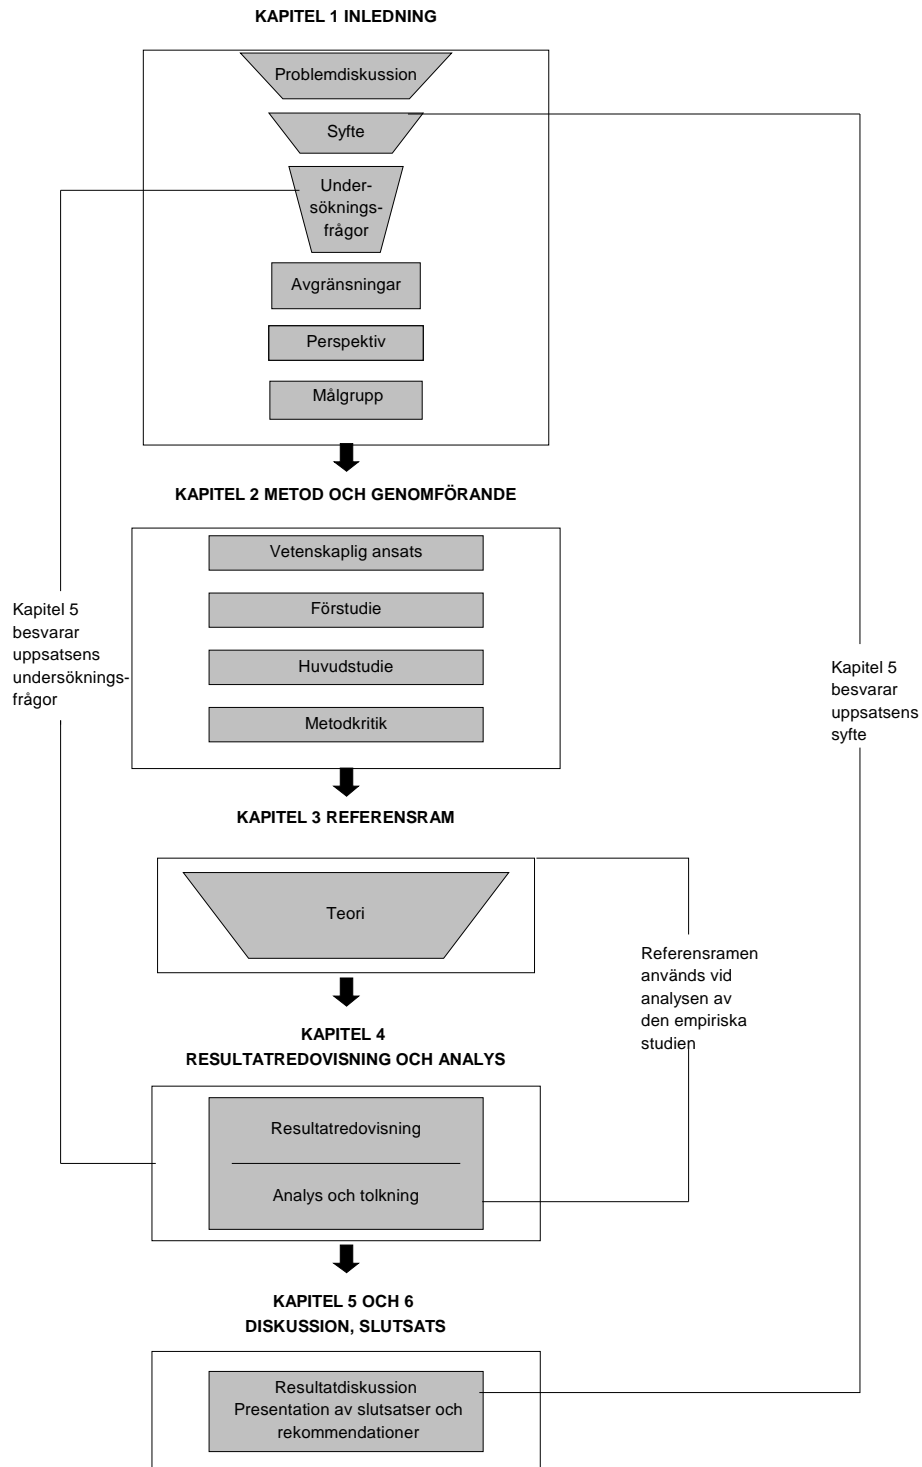 KAPITEL 1 INLEDNING
Problemdiskussion
Syfte
Under-
söknings-
frågor
Avgränsningar
Perspektiv
Målgrupp
KAPITEL 2 METOD OCH GENOMFÖRANDE
Vetenskaplig ansats
Förstudie
Huvudstudie
Metodkritik
Kapitel 5
besvarar
uppsatsens
undersöknings-
frågor
Kapitel 5
besvarar
uppsatsens
syfte
KAPITEL 3 REFERENSRAM
Teori
Referensramen
används vid
analysen av
den empiriska
studien
KAPITEL 4
RESULTATREDOVISNING OCH ANALYS
Resultatredovisning
Analys och tolkning
KAPITEL 5 OCH 6
DISKUSSION, SLUTSATS
Resultatdiskussion
Presentation av slutsatser och
rekommendationer